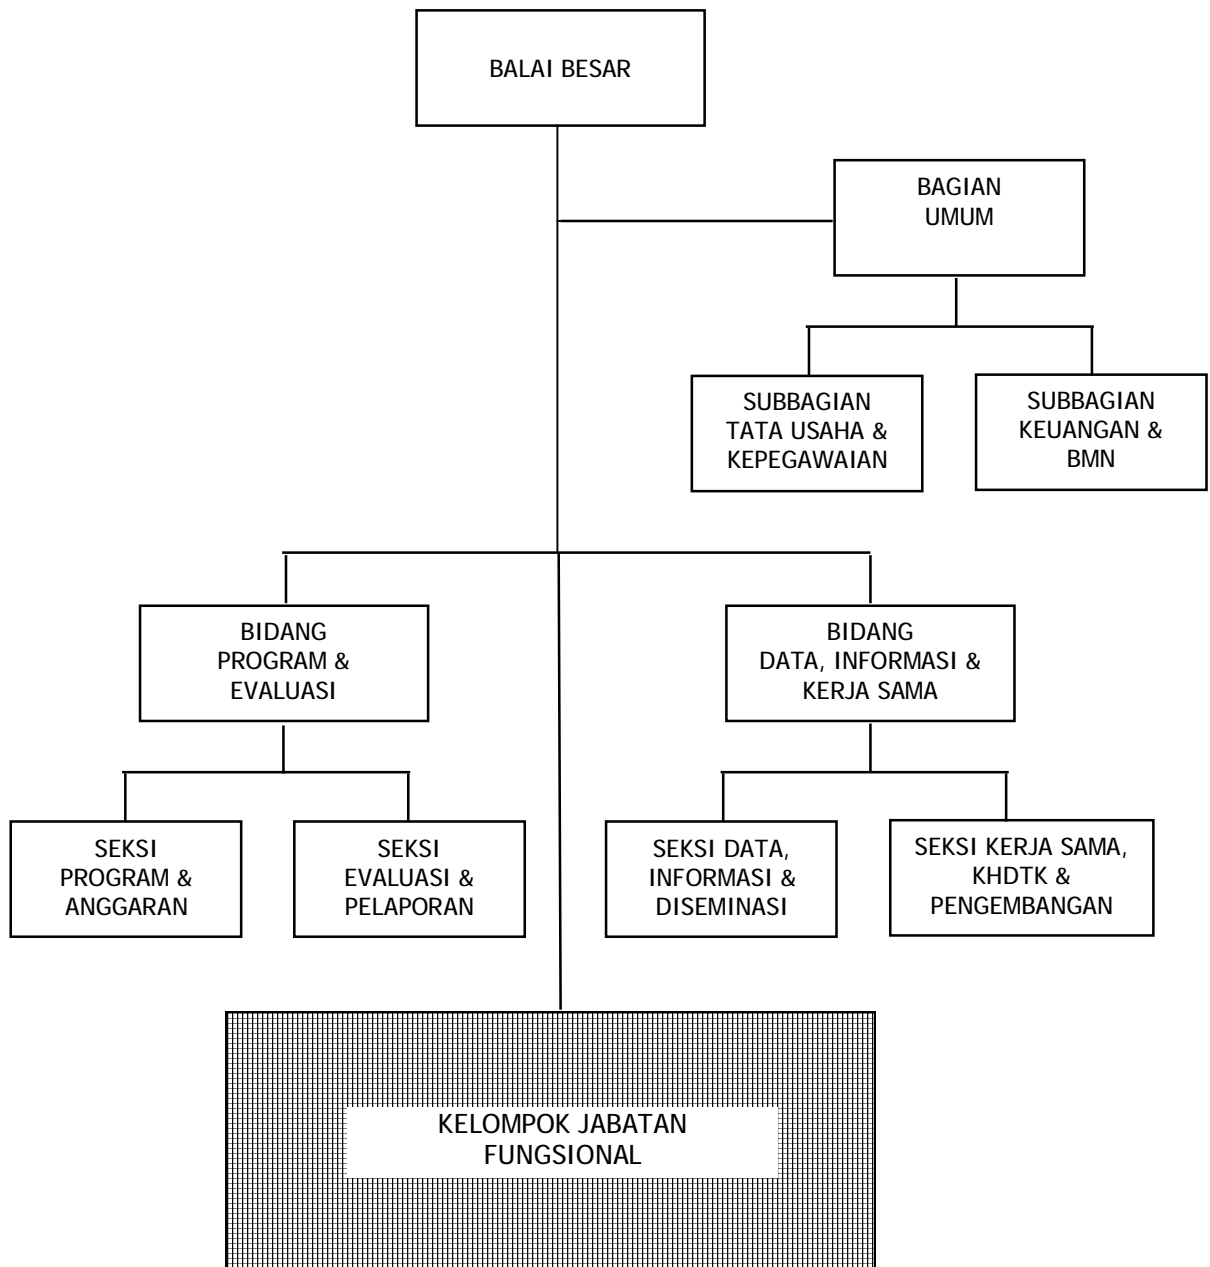 BALAI BESAR
BAGIAN
UMUM
SUBBAGIAN
TATA USAHA &
KEPEGAWAIAN
SUBBAGIAN
KEUANGAN &
BMN
BIDANG
PROGRAM &
EVALUASI
BIDANG
DATA, INFORMASI &
KERJA SAMA
SEKSI
PROGRAM &
ANGGARAN
SEKSI
EVALUASI &
PELAPORAN
SEKSI DATA,
INFORMASI &
DISEMINASI
SEKSI KERJA SAMA,
KHDTK &
PENGEMBANGAN
KELOMPOK JABATAN
FUNGSIONAL